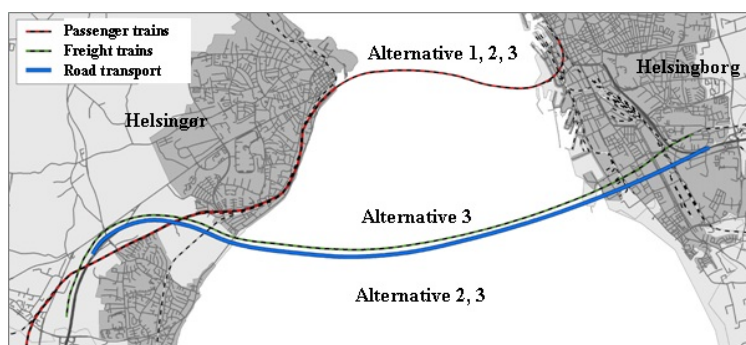 Passenger trains
Freight trains
Road transport
Alternative 1, 2, 3
Helsingborg
Helsingør
Alternative 3
Alternative 2, 3